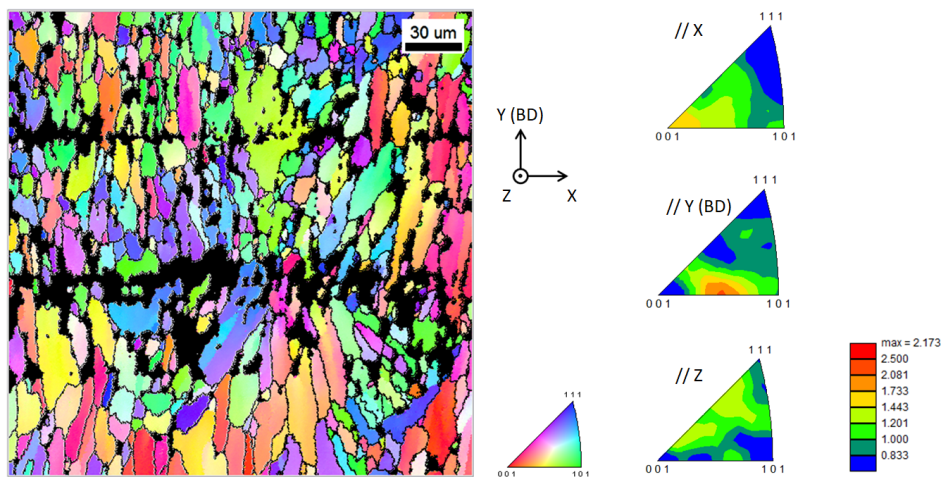 30 um
Y (BD)
Z
X
// X
1 1 1
0 0 1
1 0 1
// Y (BD)
1 1 1
0 0 1
1 0 1
// Z
1 1 1
0 0 1
1 0 1
1 1 1
0 0 1
1 0 1
max = 2.173
2.500
2.081
1.733
1.443
1.201
1.000
0.833